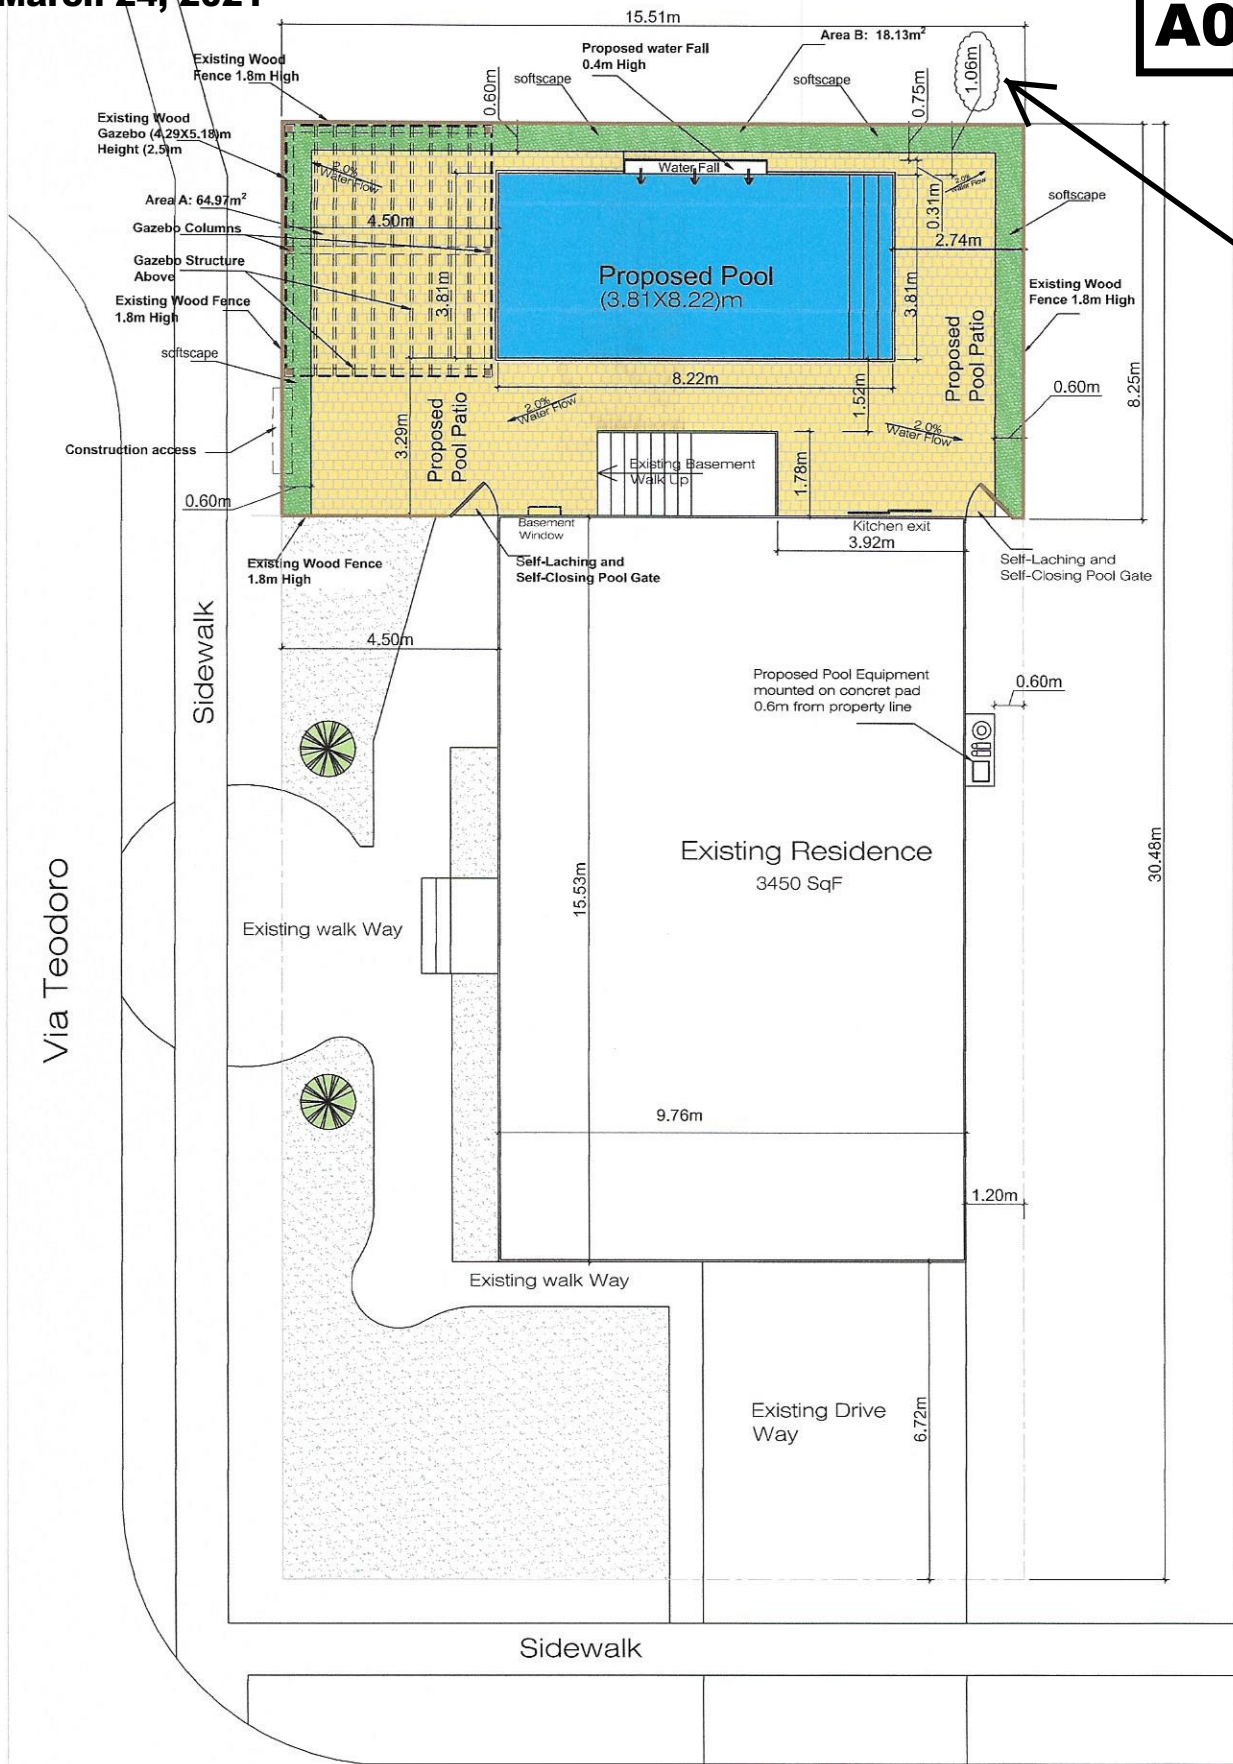 March 24, 2021
A0
15.51m
Existing Wood
Fence 1.8m High
Proposed water Fall
0.4m High
Area B: 18.13m²
softscape
softscape
0.60m
0.75m
1.06m
Existing Wood
Gazebo (4.29X5.18)m
Height (2.5)m
2.0%
Water Flow
Water Fall
2.0%
Water Flow
Area A: 64.97m²
4.50m
0.31m
softscape
Gazebo Columns
2.74m
Gazebo Structure
Above
Proposed Pool
(3.81X8.22)m
3.81m
3.81m
Existing Wood Fence
1.8m High
Existing Wood
Fence 1.8m High
softscape
8.22m
Proposed
Pool Patio
0.60m
8.25m
1.52m
2.0%
Water Flow
Proposed
Pool Patio
3.29m
2.0%
Water Flow
Construction access
Existing Basement
Walk Up
1.78m
0.60m
Basement
Window
Kitchen exit
3.92m
Existing Wood Fence
1.8m High
Self-Laching and
Self-Closing Pool Gate
Self-Laching and
Self-Closing Pool Gate
Sidewalk
4.50m
Proposed Pool Equipment
mounted on concret pad
0.6m from property line
0.60m
Existing Residence
3450 SqF
30.48m
15.53m
Via Teodoro
Existing walk Way
9.76m
1.20m
Existing walk Way
Existing Drive
Way
6.72m
Sidewalk